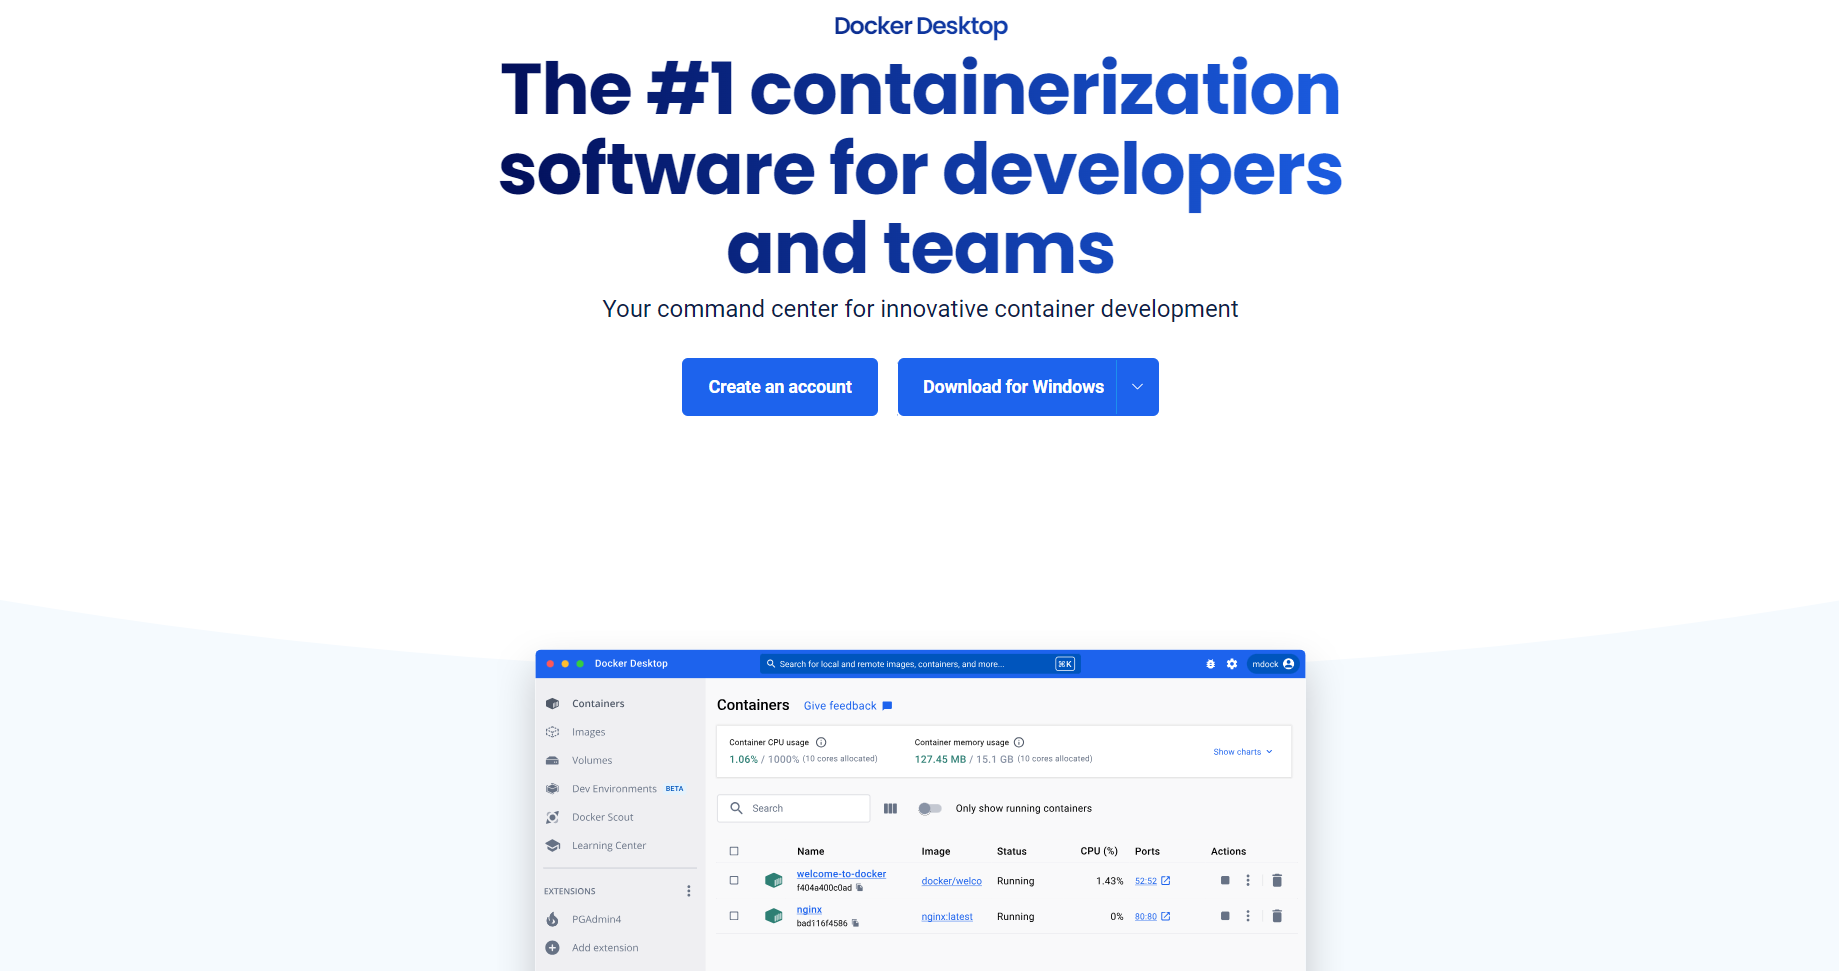 Docker Desktop
The #1 containerization
software for developers
and teams
Your command center for innovative container development
Create an account
Download for Windows
Docker Desktop
Search for local and remote images, containers, and more...
⌘K
mdock
Containers
Images
Volumes
Dev Environments BETA
Docker Scout
Learning Center
EXTENSIONS
PGAdmin4
Add extension
Containers Give feedback
Container CPU usage
1.06% / 1000% (10 cores allocated)
Container memory usage
127.45 MB / 15.1 GB (10 cores allocated)
Show charts
Search
Only show running containers
Name Image Status CPU (%) Ports Actions
welcome-to-docker
f404a400c0ad
docker/welco Running 1.43% 52:52
nginx
bad116f4586
nginx:latest Running 0% 80:80